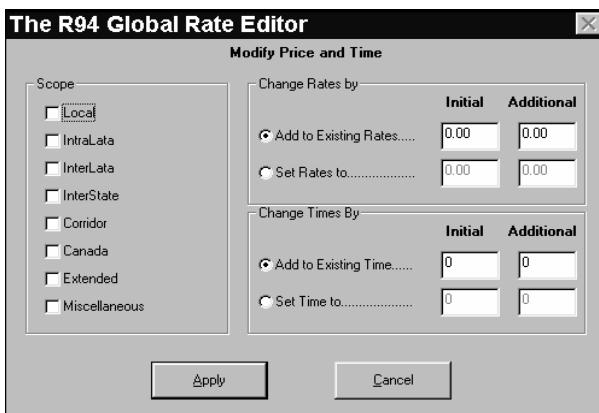 The R94 Global Rate Editor
Modify Price and Time
Scope
Local
IntraLata
InterLata
InterState
Corridor
Canada
Extended
Miscellaneous
Change Rates by
Initial Additional
Add to Existing Rates..... 0.00 0.00
Set Rates to................... 0.00 0.00
Change Times By
Initial Additional
Add to Existing Time...... 0 0
Set Time to.................... 0 0
Apply Cancel